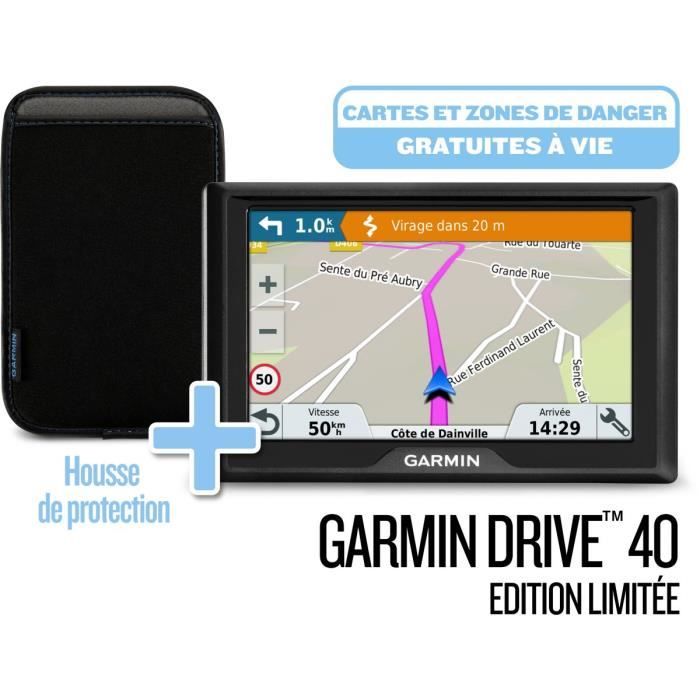 CARTES ET ZONES DE DANGER
GRATUITES À VIE
1.0 km
Virage dans 20 m
34
D406
Rue du Touarte
Sente du Pré Aubry
Grande Rue
+
−
Rue Ferdinand Laurent
Sente du
50
Vitesse
50 km h
Côte de Dainville
Arrivée
14:29
GARMIN
GARMIN
Housse
de protection
GARMIN DRIVE™ 40
EDITION LIMITÉE